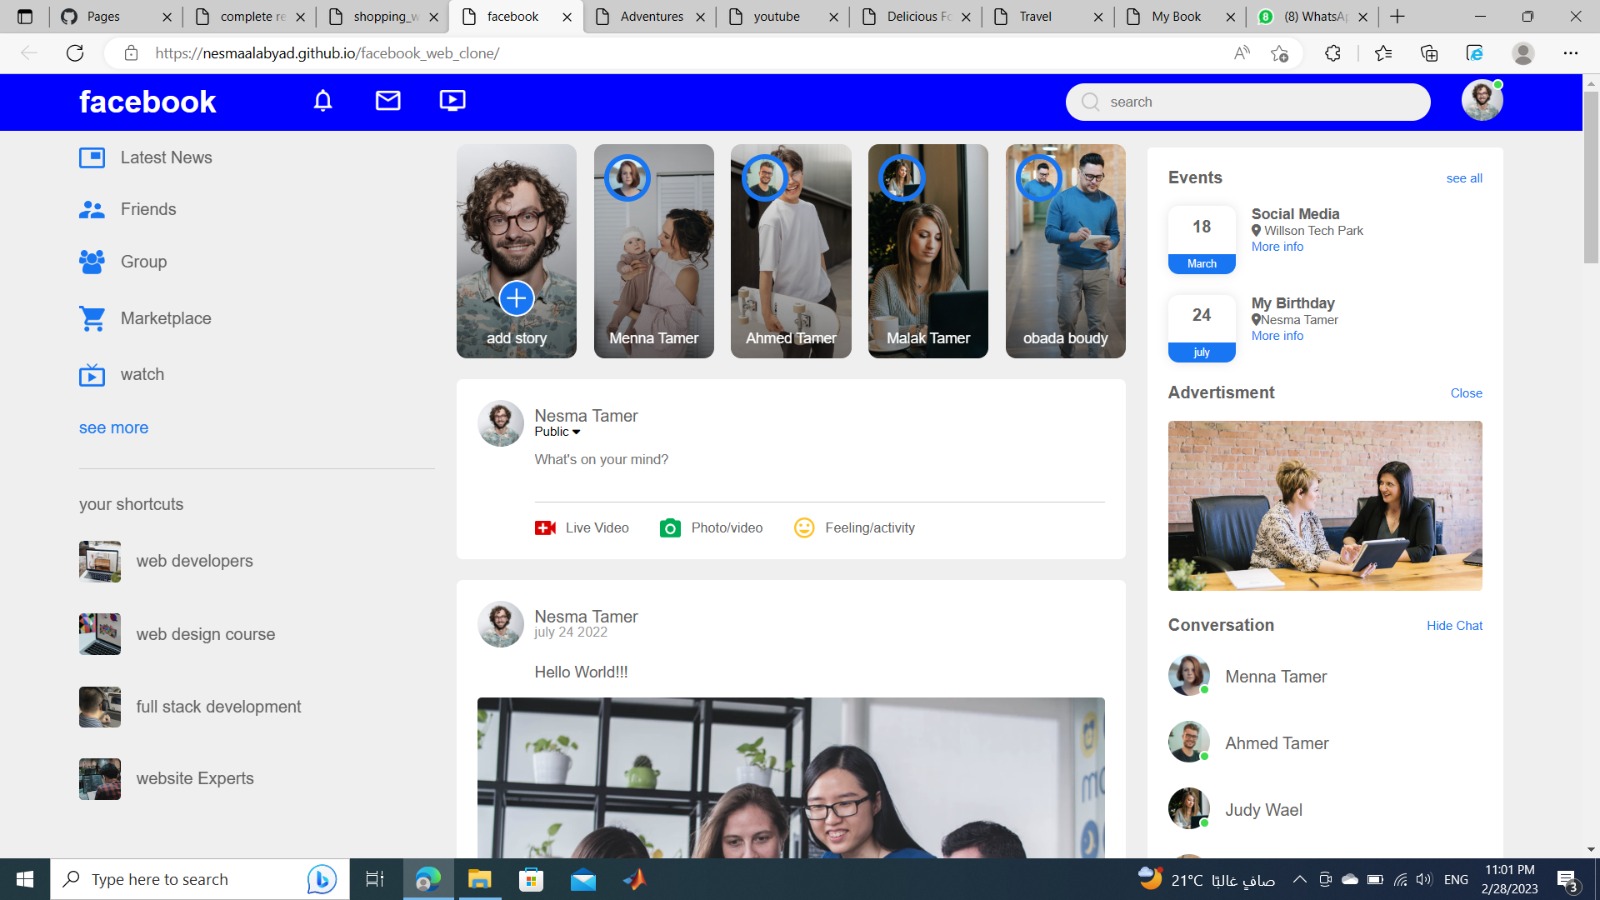 Pages
complete re
shopping_w
facebook
Adventures
youtube
Delicious Fo
Travel
My Book
(8) WhatsAp
https://nesmaalabyad.github.io/facebook_web_clone/
facebook
search
Latest News
Friends
Group
Marketplace
watch
see more
your shortcuts
web developers
web design course
full stack development
website Experts
add story
Menna Tamer
Ahmed Tamer
Malak Tamer
obada boudy
Nesma Tamer
Public
What's on your mind?
Live Video
Photo/video
Feeling/activity
Nesma Tamer
july 24 2022
Hello World!!!
Events
see all
18
March
Social Media
Willson Tech Park
More info
24
july
My Birthday
Nesma Tamer
More info
Advertisment
Close
Conversation
Hide Chat
Menna Tamer
Ahmed Tamer
Judy Wael
Type here to search
21°C صافٍ غالبًا
ENG
11:01 PM
2/28/2023
3